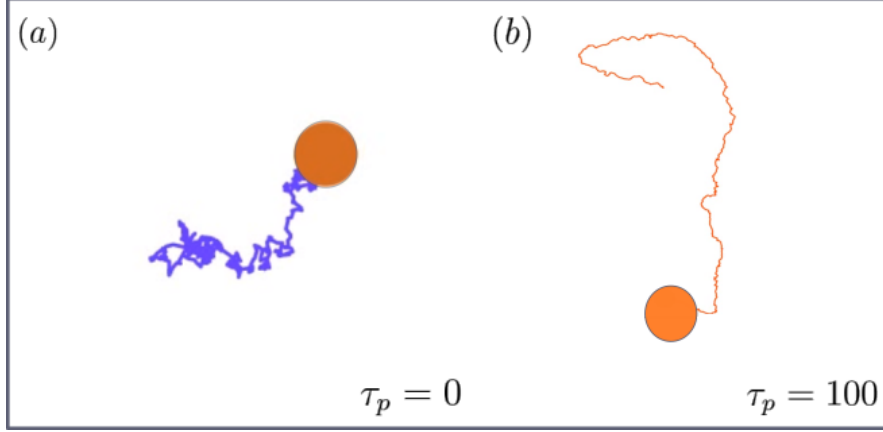 (a)
(b)
τ_p = 0
τ_p = 100